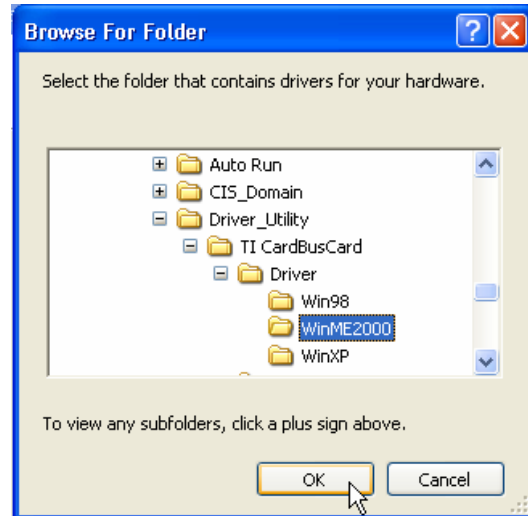 Browse For Folder
Select the folder that contains drivers for your hardware.
Auto Run
CIS_Domain
Driver_Utility
TI CardBusCard
Driver
Win98
WinME2000
WinXP
To view any subfolders, click a plus sign above.
OK Cancel